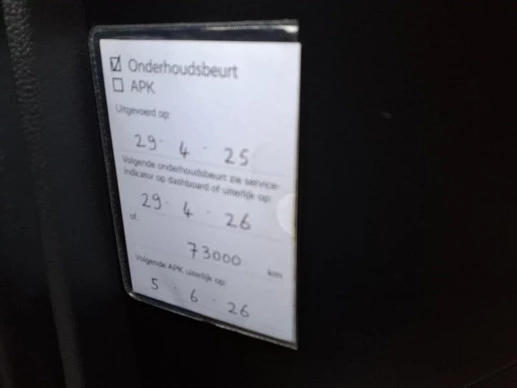 ☑ Onderhoudsbeurt
☐ APK
Uitgevoerd op:
29 - 4 - 25
Volgende onderhoudsbeurt zie service-
indicator op dashboard of uiterlijk op:
29 - 4 - 26
of
73000 km
Volgende APK uiterlijk op:
5 - 6 - 26